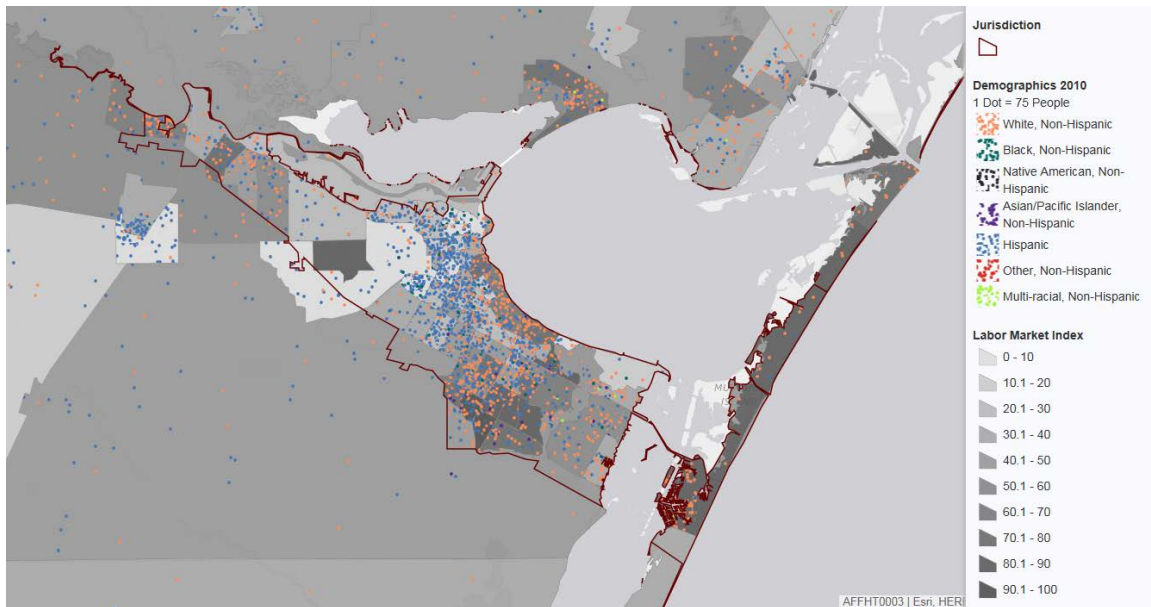 Jurisdiction
Demographics 2010
1 Dot = 75 People
White, Non-Hispanic
Black, Non-Hispanic
Native American, Non-
Hispanic
Asian/Pacific Islander,
Non-Hispanic
Hispanic
Other, Non-Hispanic
Multi-racial, Non-Hispanic
Labor Market Index
0 - 10
10.1 - 20
20.1 - 30
30.1 - 40
40.1 - 50
50.1 - 60
60.1 - 70
70.1 - 80
80.1 - 90
90.1 - 100
AFFHT0003 | Esri, HERE